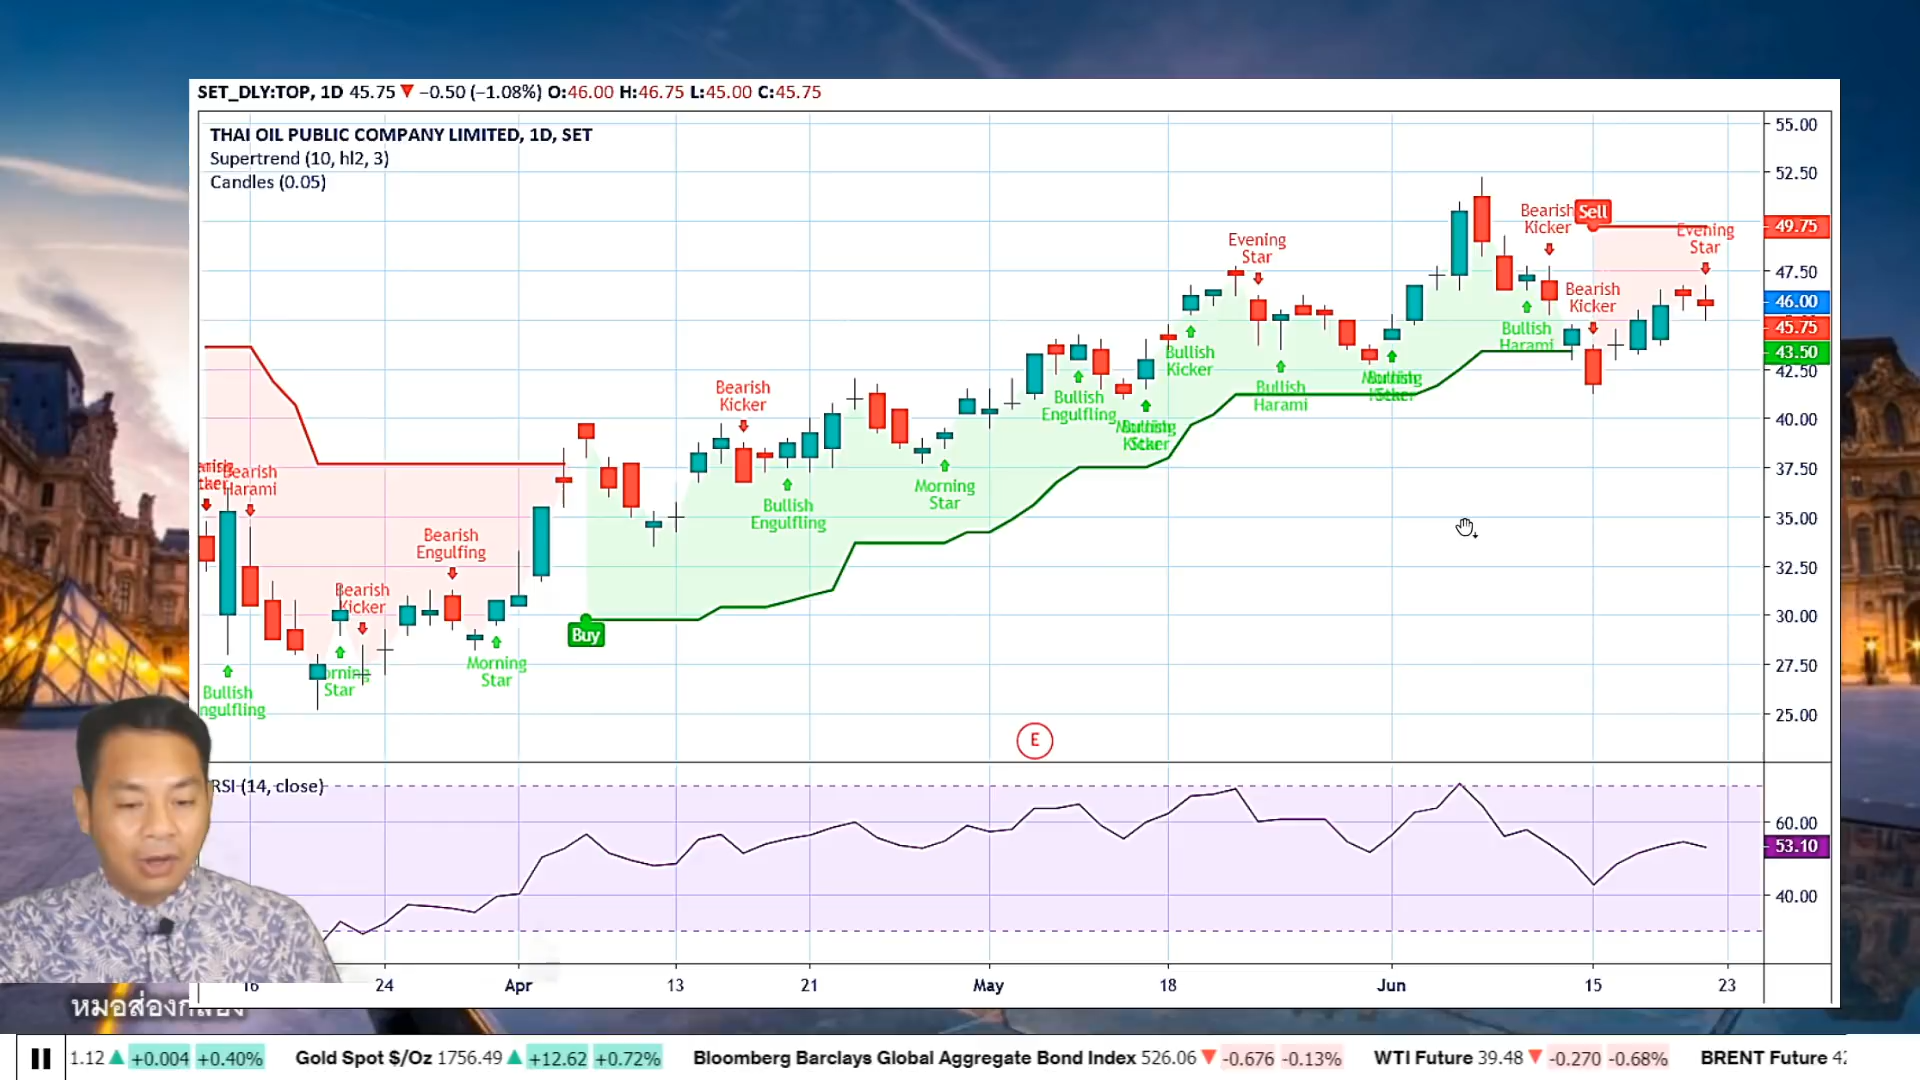 SET_DLY:TOP, 1D 45.75 ▼ −0.50 (−1.08%) O:46.00 H:46.75 L:45.00 C:45.75
THAI OIL PUBLIC COMPANY LIMITED, 1D, SET
Supertrend (10, hl2, 3)
Candles (0.05)
55.00
52.50
49.75
47.50
46.00
45.75
43.50
42.50
40.00
37.50
35.00
32.50
30.00
27.50
25.00
Bearish
Harami
Bullish
Star
Bearish
Kicker
Bearish
Engulfing
Morning
Star
Buy
Bearish
Kicker
Bullish
Engulfling
Morning
Star
Bullish
Engulfling
Bullish
Kicker
Evening
Star
Bullish
Harami
Bearish
Kicker
Sell
Bullish
Harami
Bearish
Kicker
Evening
Star
E
RSI (14, close)
60.00
53.10
40.00
16 24 Apr 13 21 May 18 Jun 15 23
1.12 ▲ +0.004 +0.40% Gold Spot $/Oz 1756.49 ▲ +12.62 +0.72% Bloomberg Barclays Global Aggregate Bond Index 526.06 ▼ -0.676 -0.13% WTI Future 39.48 ▼ -0.270 -0.68% BRENT Future